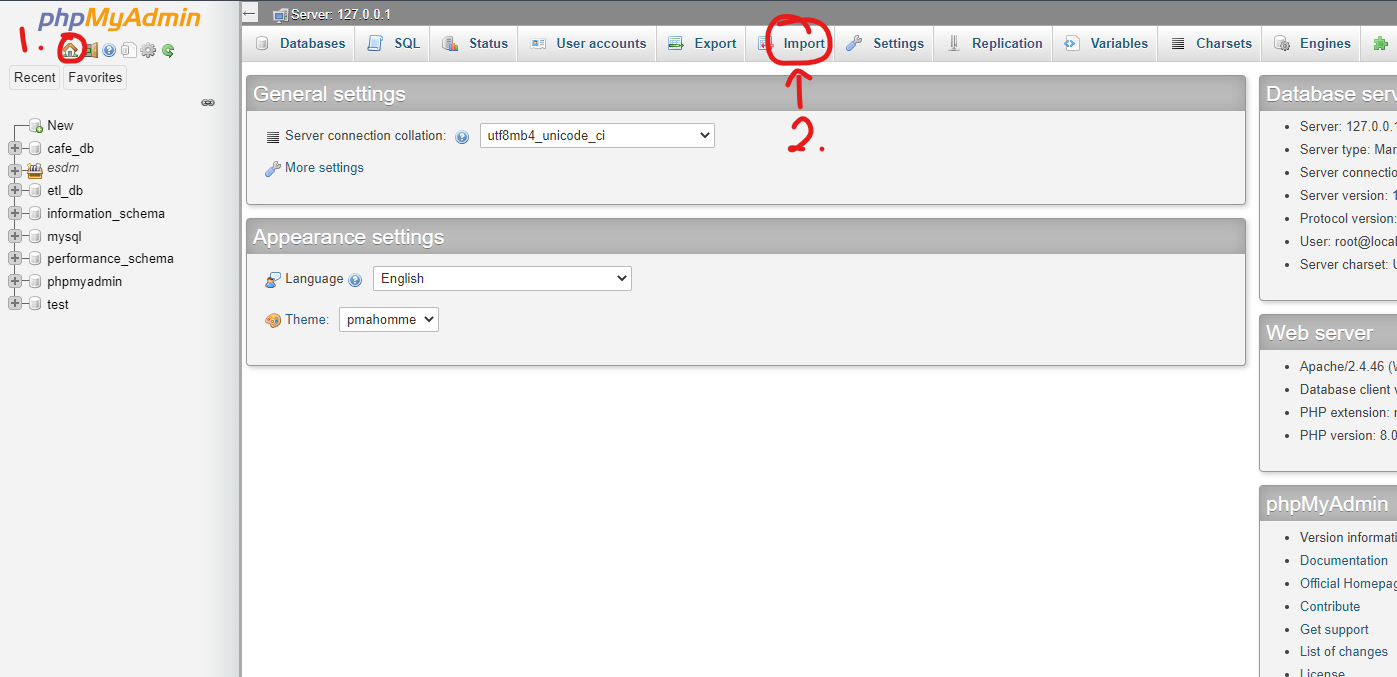 phpMyAdmin
1.
Recent Favorites
New
cafe_db
esdm
etl_db
information_schema
mysql
performance_schema
phpmyadmin
test
Server: 127.0.0.1
Databases SQL Status User accounts Export Import Settings Replication Variables Charsets Engines
2.
General settings
Server connection collation: utf8mb4_unicode_ci
More settings
Appearance settings
Language English
Theme: pmahomme
Database serv
Server: 127.0.0.1
Server type: Mar
Server connectio
Server version: 1
Protocol version:
User: root@local
Server charset: U
Web server
Apache/2.4.46 (W
Database client v
PHP extension:
PHP version: 8.0
phpMyAdmin
Version informati
Documentation
Official Homepag
Contribute
Get support
List of changes
License